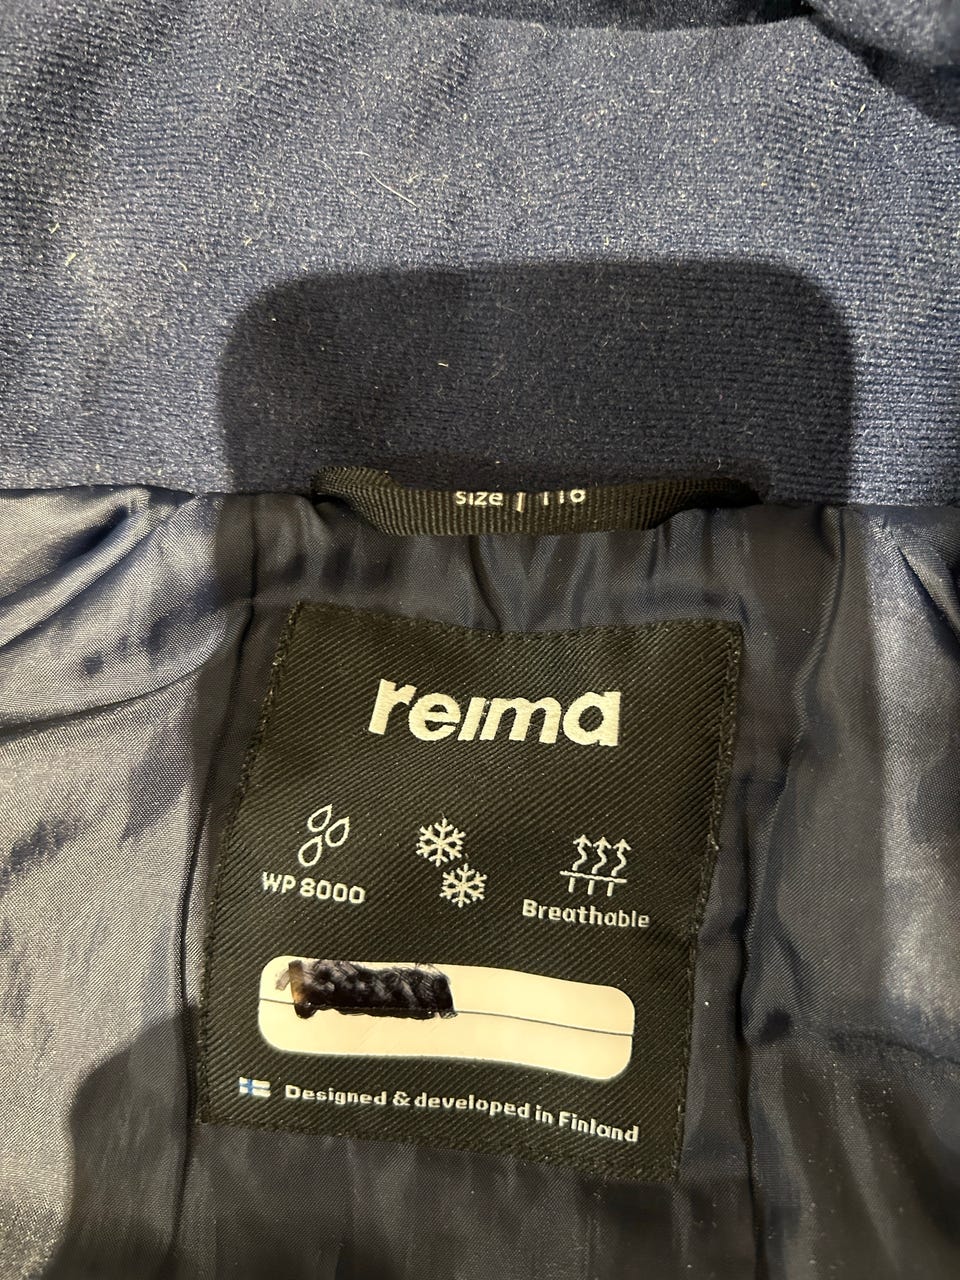 size | 116
reima
WP 8000
Breathable
Designed & developed in Finland